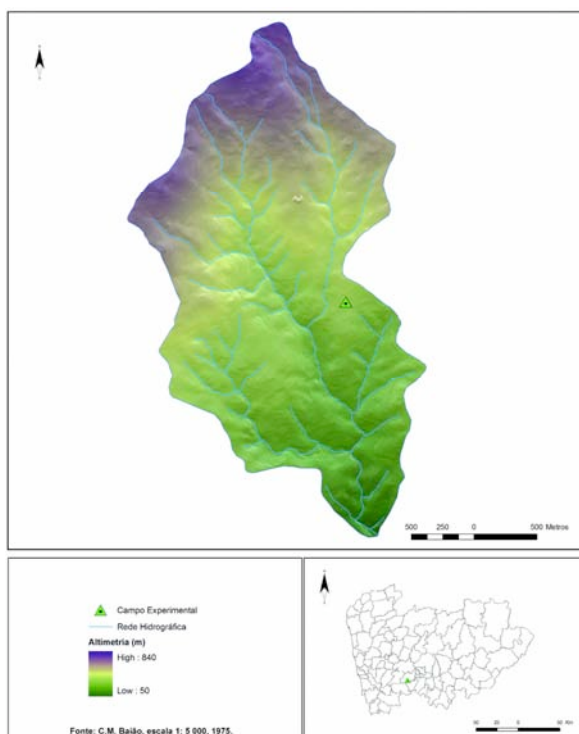 500 250 0 500 Metros
Campo Experimental
Rede Hidrográfica
Altimetria (m)
High : 840
Low : 50
Fonte: C.M. Baião, escala 1: 5 000, 1975.
Km